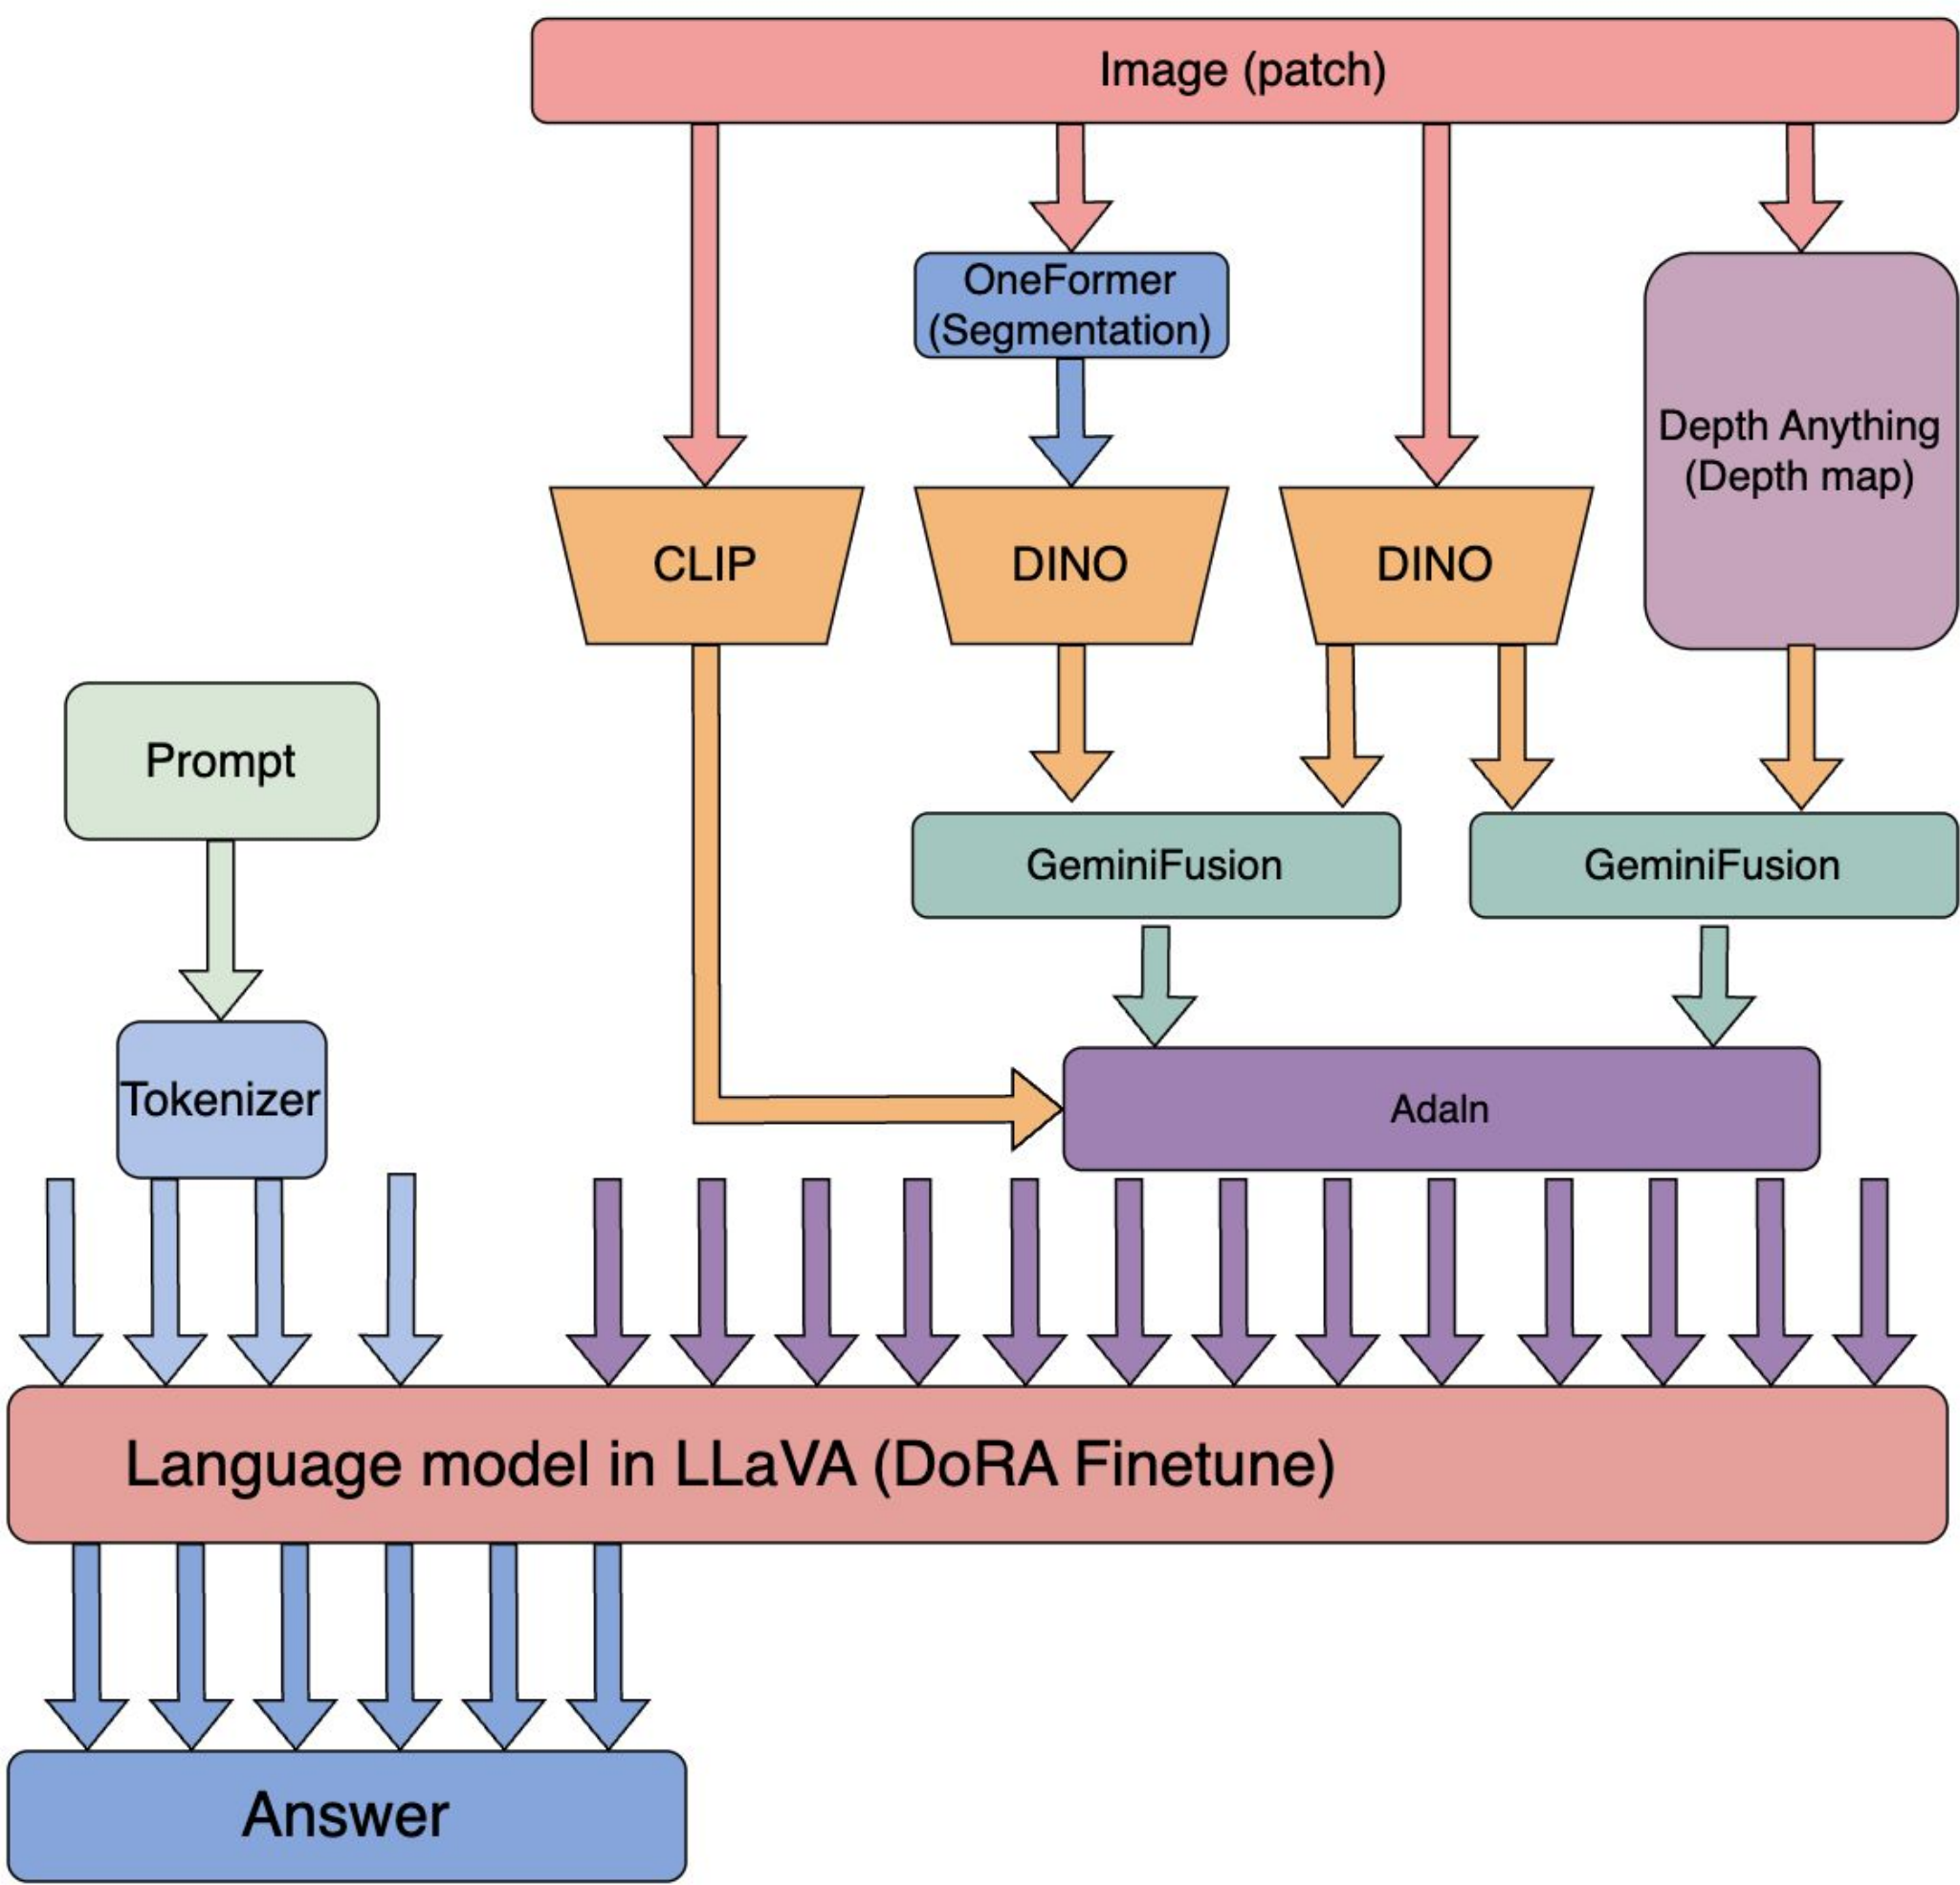 Image (patch)
OneFormer
(Segmentation)
Depth Anything
(Depth map)
CLIP
DINO
DINO
Prompt
GeminiFusion
GeminiFusion
Tokenizer
AdaIn
Language model in LLaVA (DoRA Finetune)
Answer